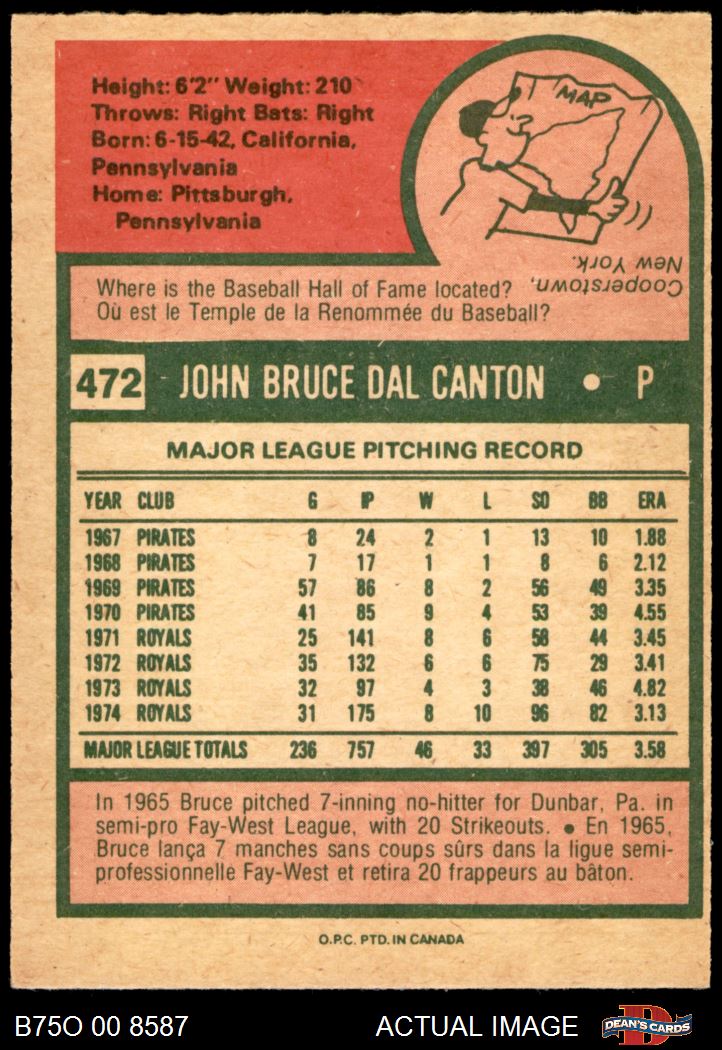 Height: 6'2" Weight: 210
Throws: Right Bats: Right
Born: 6-15-42, California,
Pennsylvania
Home: Pittsburgh,
Pennsylvania
MAP
Where is the Baseball Hall of Fame located?
Où est le Temple de la Renommée du Baseball?
Cooperstown,
New York.
472 JOHN BRUCE DAL CANTON • P
MAJOR LEAGUE PITCHING RECORD
YEAR CLUB G IP W L SO BB ERA
1967 PIRATES 8 24 2 1 13 10 1.88
1968 PIRATES 7 17 1 1 8 6 2.12
1969 PIRATES 57 86 8 2 56 49 3.35
1970 PIRATES 41 85 9 4 53 39 4.55
1971 ROYALS 25 141 8 6 58 44 3.45
1972 ROYALS 35 132 6 6 75 29 3.41
1973 ROYALS 32 97 4 3 38 46 4.82
1974 ROYALS 31 175 8 10 96 82 3.13
MAJOR LEAGUE TOTALS 236 757 46 33 397 305 3.58
In 1965 Bruce pitched 7-inning no-hitter for Dunbar, Pa. in
semi-pro Fay-West League, with 20 Strikeouts. • En 1965,
Bruce lança 7 manches sans coups sûrs dans la ligue semi-
professionnelle Fay-West et retira 20 frappeurs au bâton.
O.P.C. PTD. IN CANADA
B75O 00 8587 ACTUAL IMAGE D DEAN'S CARDS